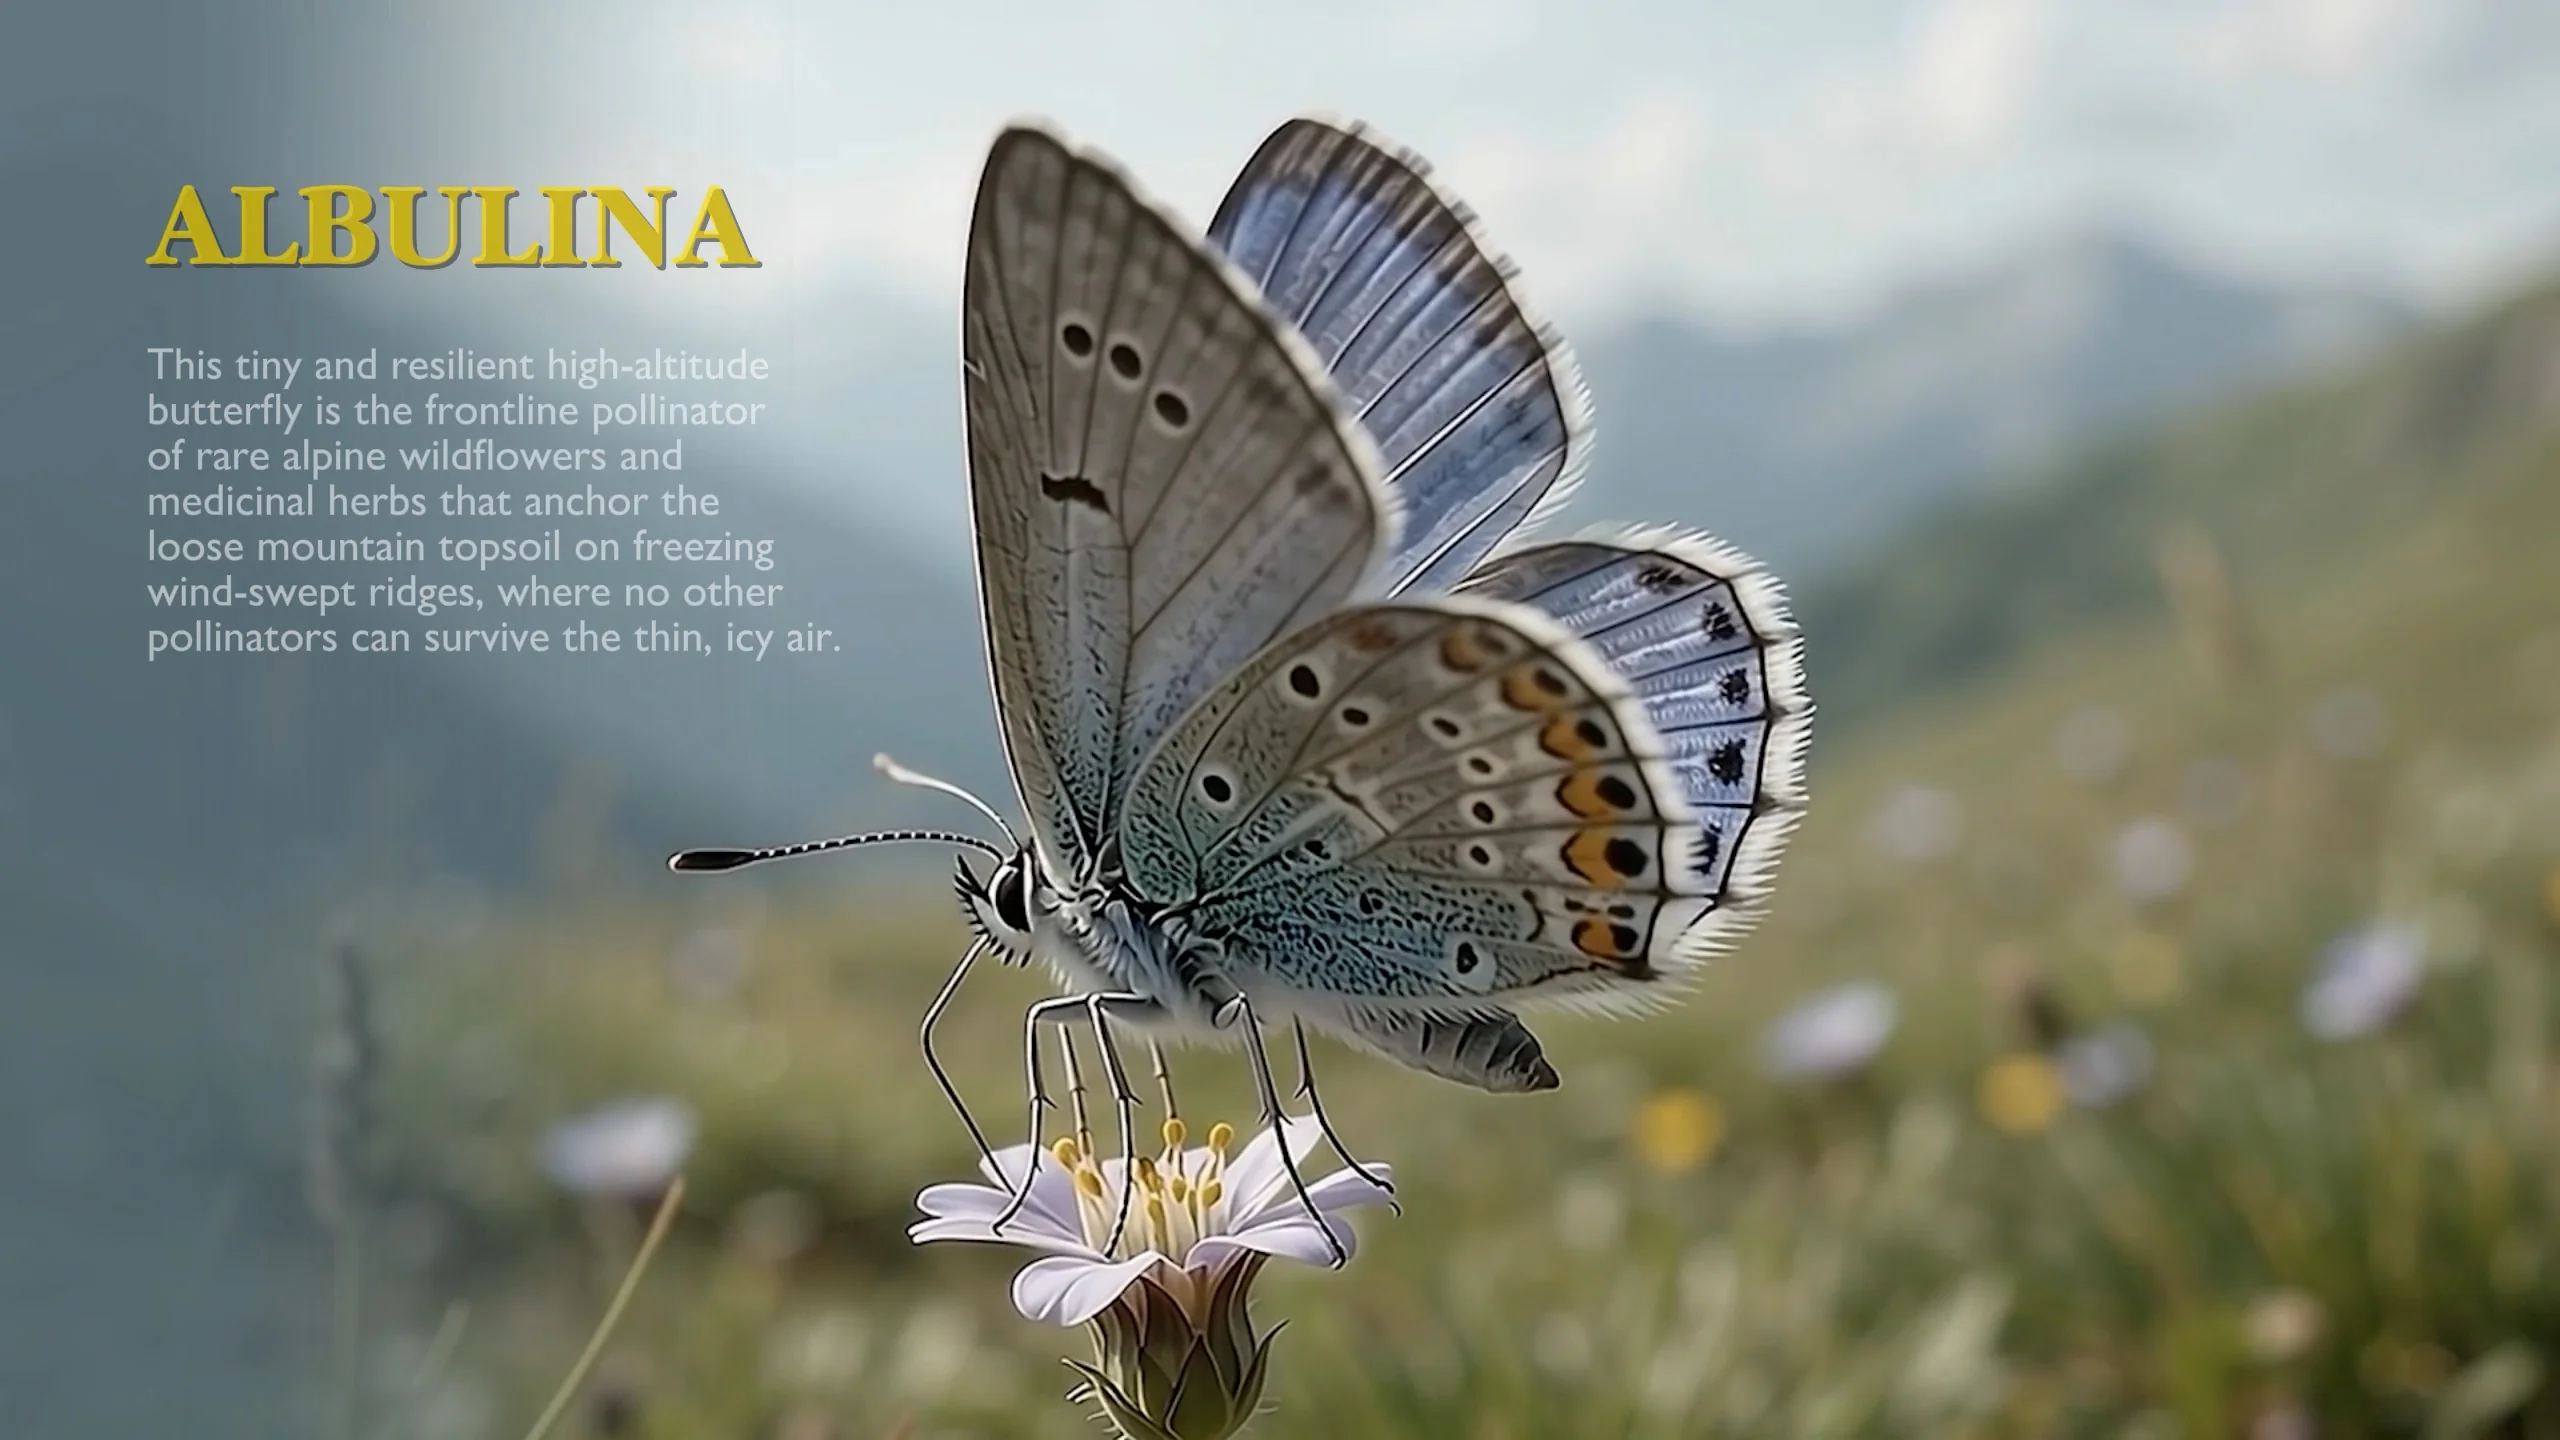 ALBULINA
This tiny and resilient high-altitude
butterfly is the frontline pollinator
of rare alpine wildflowers and
medicinal herbs that anchor the
loose mountain topsoil on freezing
wind-swept ridges, where no other
pollinators can survive the thin, icy air.